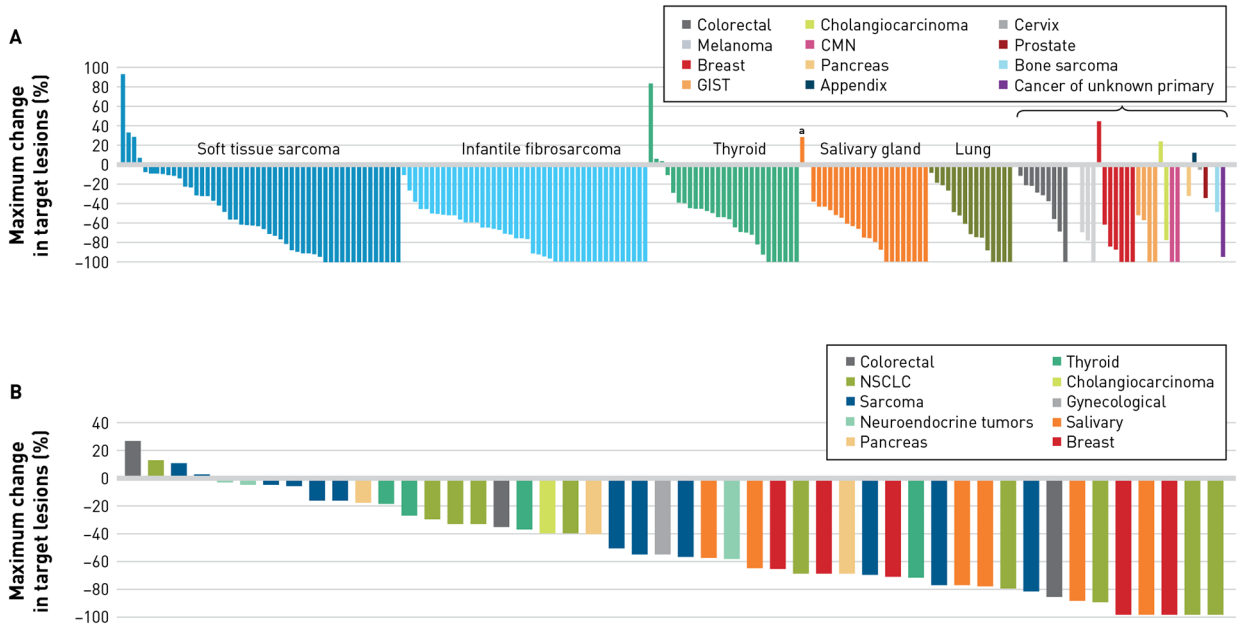 A
Colorectal
Melanoma
Breast
GIST
Cholangiocarcinoma
CMN
Pancreas
Appendix
Cervix
Prostate
Bone sarcoma
Cancer of unknown primary
Maximum change
in target lesions (%)
100
80
60
40
20
0
−20
−40
−60
−80
−100
Soft tissue sarcoma
Infantile fibrosarcoma
Thyroid
a
Salivary gland
Lung
B
Colorectal
NSCLC
Sarcoma
Neuroendocrine tumors
Pancreas
Thyroid
Cholangiocarcinoma
Gynecological
Salivary
Breast
Maximum change
in target lesions (%)
40
20
0
−20
−40
−60
−80
−100